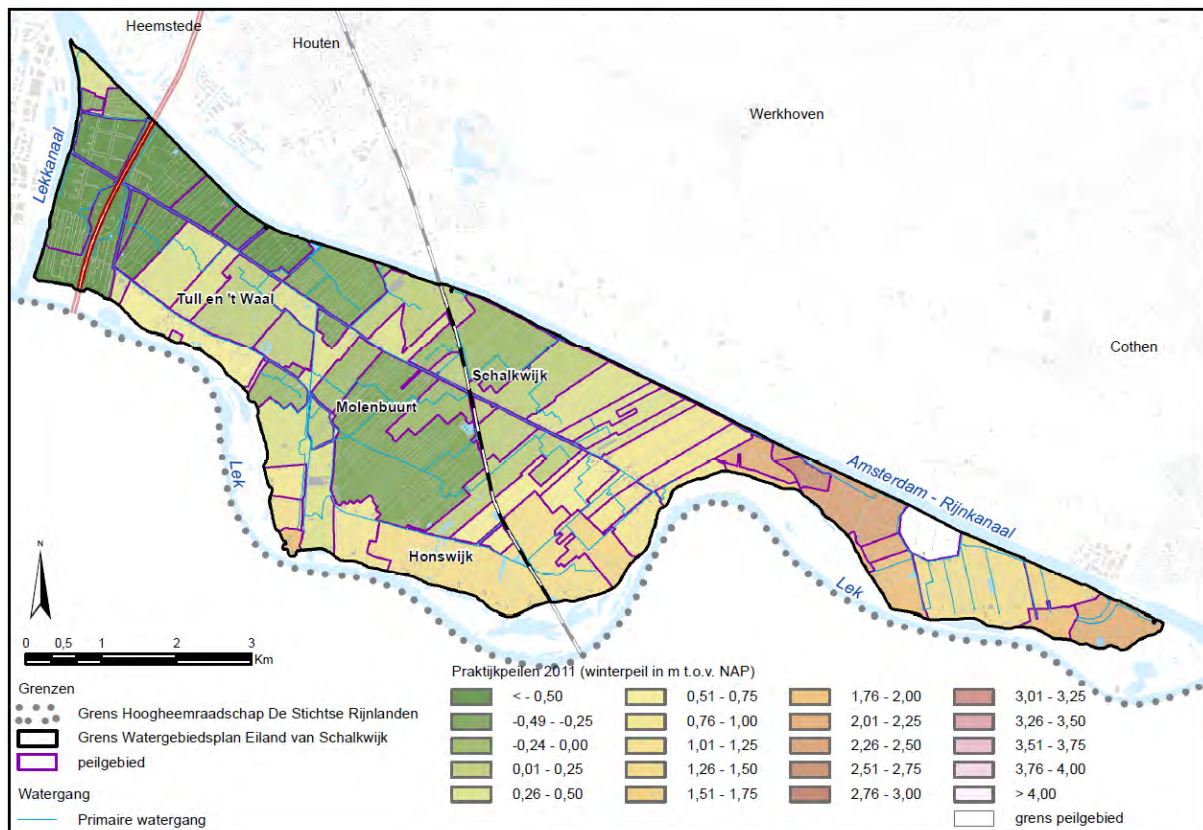 Heemstede
Houten
Werkhoven
Lekkanaal
Tull en 't Waal
Schalkwijk
Cothen
Molenbuurt
Amsterdam - Rijnkanaal
Lek
Honswijk
Lek
N
0 0,5 1 2 3
Km
Praktijkpeilen 2011 (winterpeil in m t.o.v. NAP)
Grenzen
Grens Hoogheemraadschap De Stichtse Rijnlanden
Grens Watergebiedsplan Eiland van Schalkwijk
peilgebied
Watergang
Primaire watergang
< - 0,50
-0,49 - -0,25
-0,24 - 0,00
0,01 - 0,25
0,26 - 0,50
0,51 - 0,75
0,76 - 1,00
1,01 - 1,25
1,26 - 1,50
1,51 - 1,75
1,76 - 2,00
2,01 - 2,25
2,26 - 2,50
2,51 - 2,75
2,76 - 3,00
3,01 - 3,25
3,26 - 3,50
3,51 - 3,75
3,76 - 4,00
> 4,00
grens peilgebied